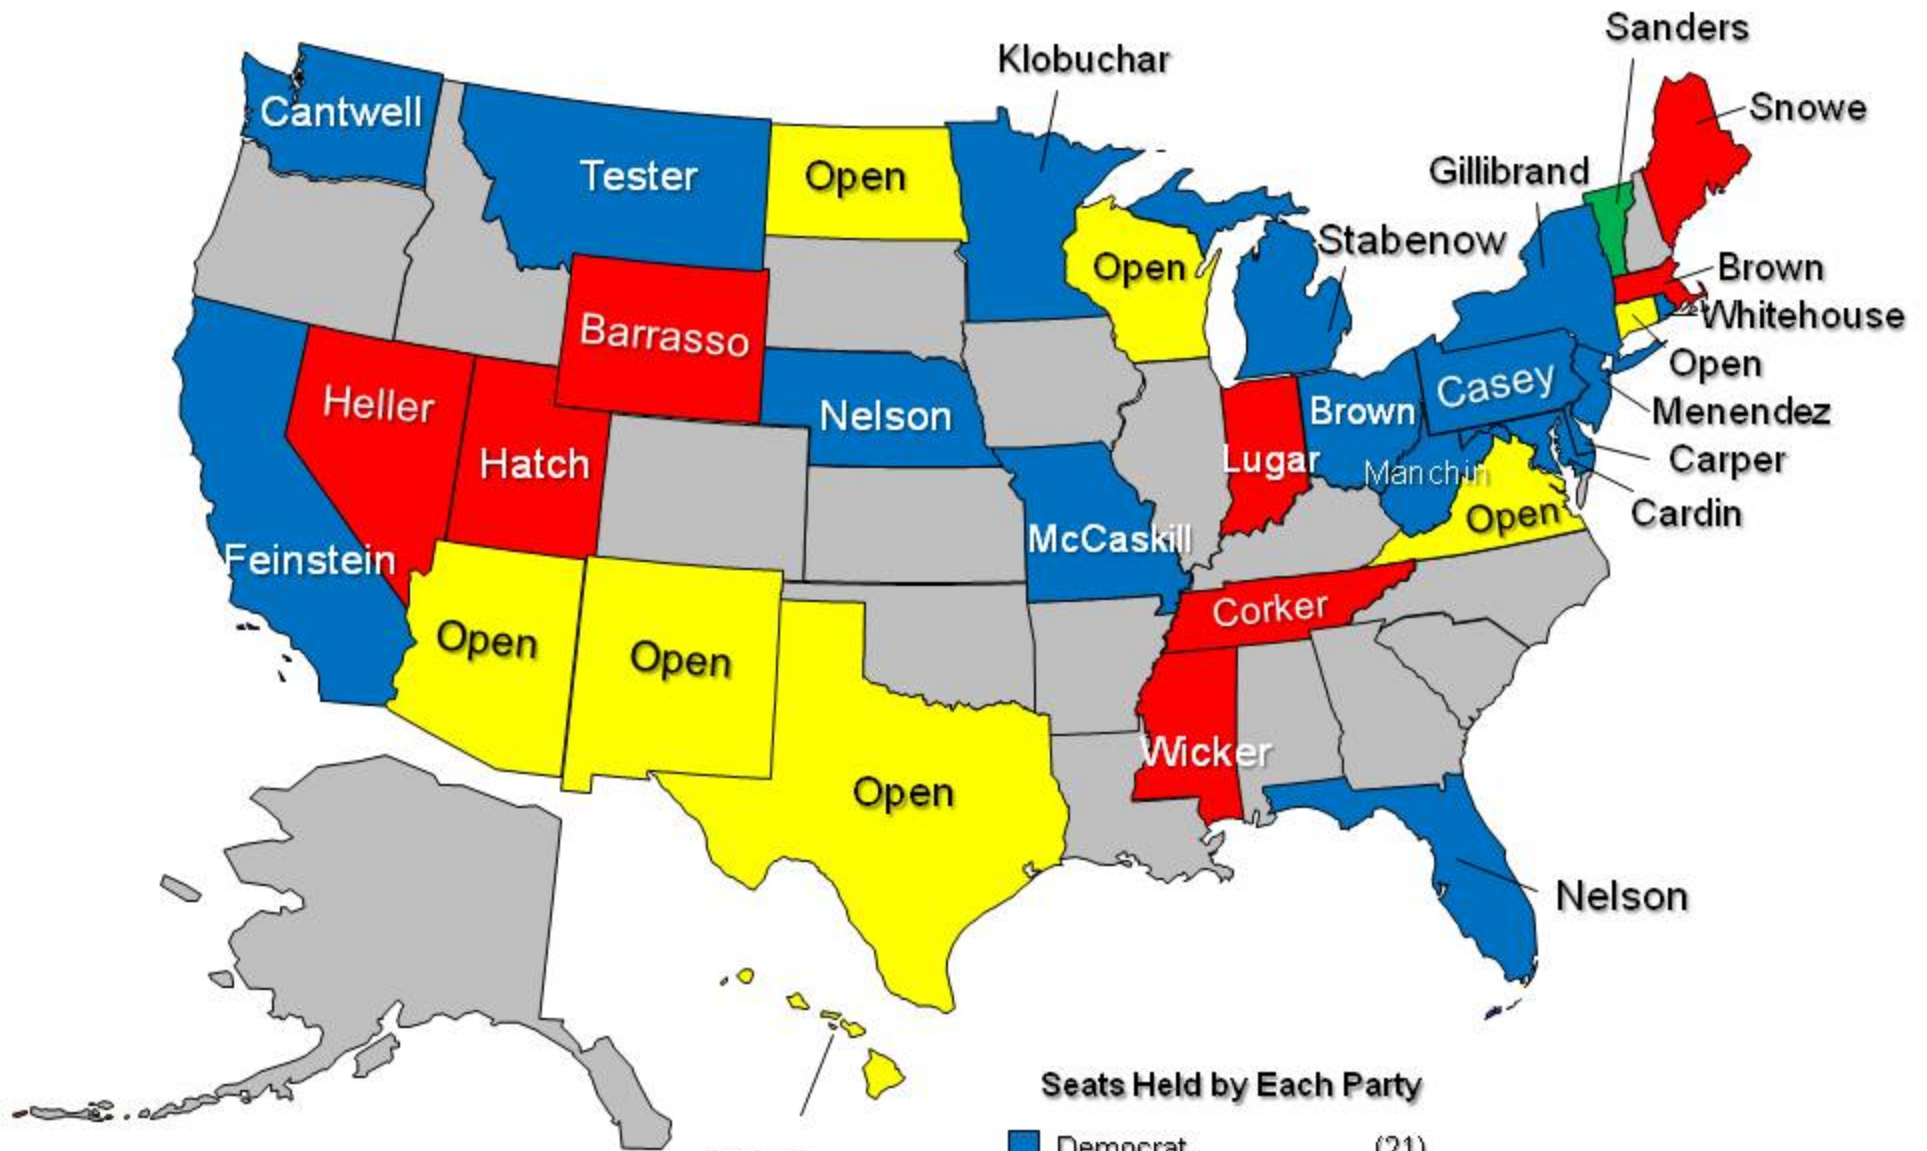 Sanders
Klobuchar
Snowe
Cantwell
Gillibrand
Tester
Open
Stabenow
Open
Brown
Whitehouse
Barrasso
Open
Casey
Heller
Nelson
Brown
Menendez
Hatch
Lugar
Manchin
Carper
Open
Cardin
McCaskill
Feinstein
Corker
Open
Open
Wicker
Open
Nelson
Seats Held by Each Party
Democrat (21)